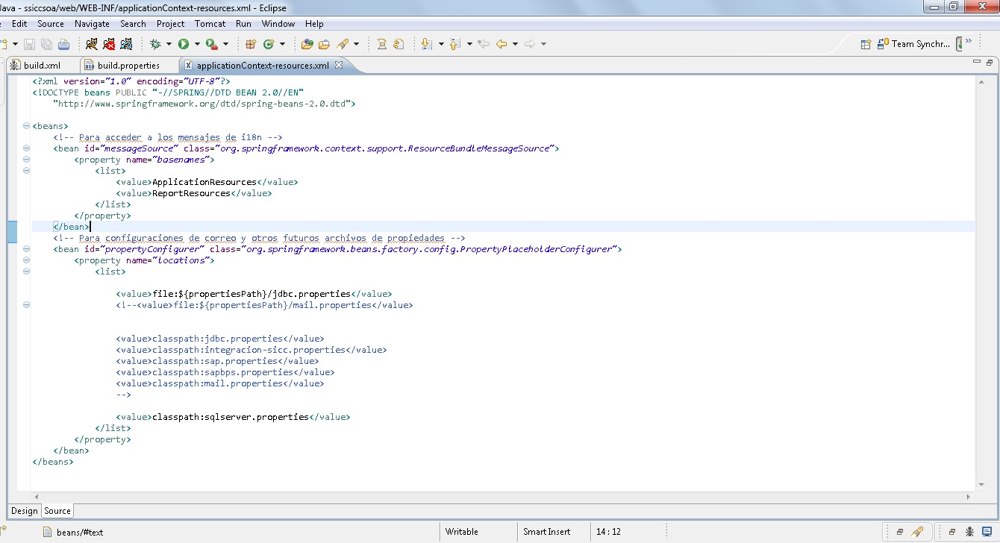 Java - ssiccsoa/web/WEB-INF/applicationContext-resources.xml - Eclipse
Edit Source Navigate Search Project Tomcat Run Window Help
Team Synchr...
build.xml build.properties applicationContext-resources.xml
<?xml version="1.0" encoding="UTF-8"?>
<!DOCTYPE beans PUBLIC "-//SPRING//DTD BEAN 2.0//EN"
"http://www.springframework.org/dtd/spring-beans-2.0.dtd">
<beans>
<!-- Para acceder a los mensajes de i18n -->
<bean id="messageSource" class="org.springframework.context.support.ResourceBundleMessageSource">
<property name="basenames">
<list>
<value>ApplicationResources</value>
<value>ReportResources</value>
</list>
</property>
</bean>
<!-- Para configuraciones de correo y otros futuros archivos de propiedades -->
<bean id="propertyConfigurer" class="org.springframework.beans.factory.config.PropertyPlaceholderConfigurer">
<property name="locations">
<list>
<value>file:${propertiesPath}/jdbc.properties</value>
<!--<value>file:${propertiesPath}/mail.properties</value>
<value>classpath:jdbc.properties</value>
<value>classpath:integracion-sicc.properties</value>
<value>classpath:sap.properties</value>
<value>classpath:sapbps.properties</value>
<value>classpath:mail.properties</value>
-->
<value>classpath:sqlserver.properties</value>
</list>
</property>
</bean>
</beans>
Design Source
beans/#text Writable Smart Insert 14 : 12